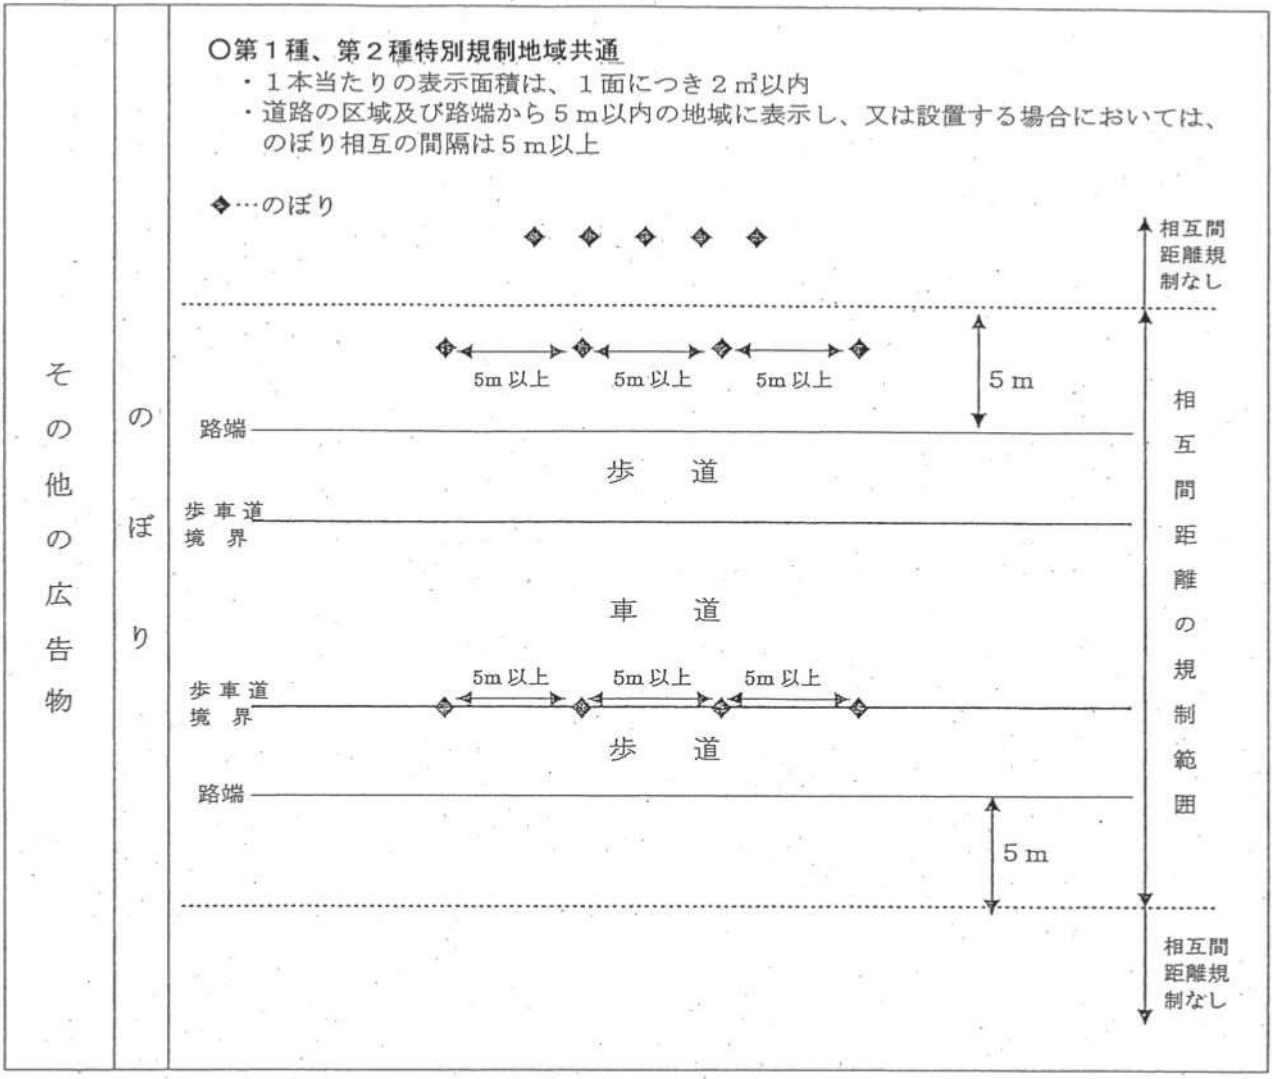 その他の広告物
のぼり
〇第1種、第2種特別規制地域共通
・1本当たりの表示面積は、1面につき2㎡以内
・道路の区域及び路端から5m以内の地域に表示し、又は設置する場合においては、
のぼり相互の間隔は5m以上
◆…のぼり
相互間
距離規
制なし
5m以上 5m以上 5m以上
5m
路端
歩道
歩車道
境界
車道
5m以上 5m以上 5m以上
歩車道
境界
歩道
路端
5m
相互間距離の規制範囲
相互間
距離規
制なし